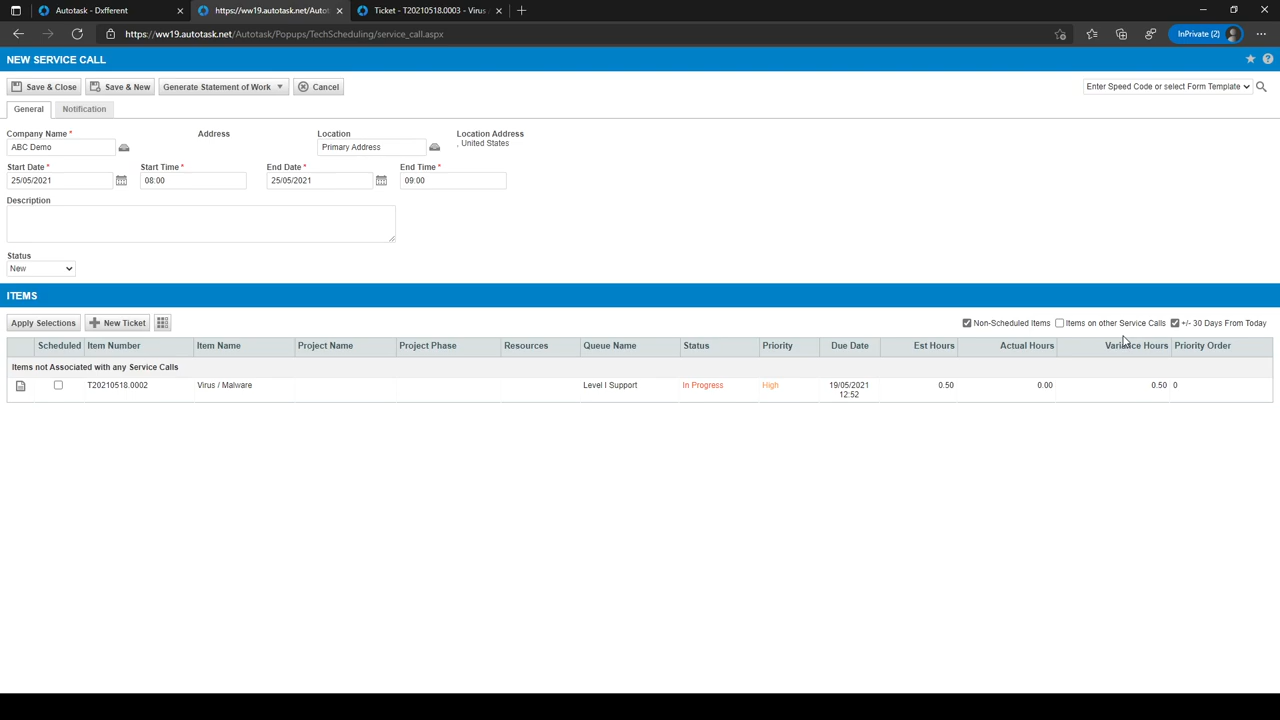 Autotask - Dxfferent
https://ww19.autotask.net/Autot
Ticket - T20210518.0003 - Virus
https://ww19.autotask.net/Autotask/Popups/TechScheduling/service_call.aspx
InPrivate (2)
NEW SERVICE CALL
Save & Close Save & New Generate Statement of Work Cancel
Enter Speed Code or select Form Template
General Notification
Company Name * Address Location Location Address
ABC Demo Primary Address , United States
Start Date * Start Time * End Date * End Time *
25/05/2021 08:00 25/05/2021 09:00
Description
Status
New
ITEMS
Apply Selections New Ticket Non-Scheduled Items Items on other Service Calls +/- 30 Days From Today
Scheduled Item Number Item Name Project Name Project Phase Resources Queue Name Status Priority Due Date Est Hours Actual Hours Variance Hours Priority Order
Items not Associated with any Service Calls
T20210518.0002 Virus / Malware Level I Support In Progress High 19/05/2021 0.50 0.00 0.50 0
12:52